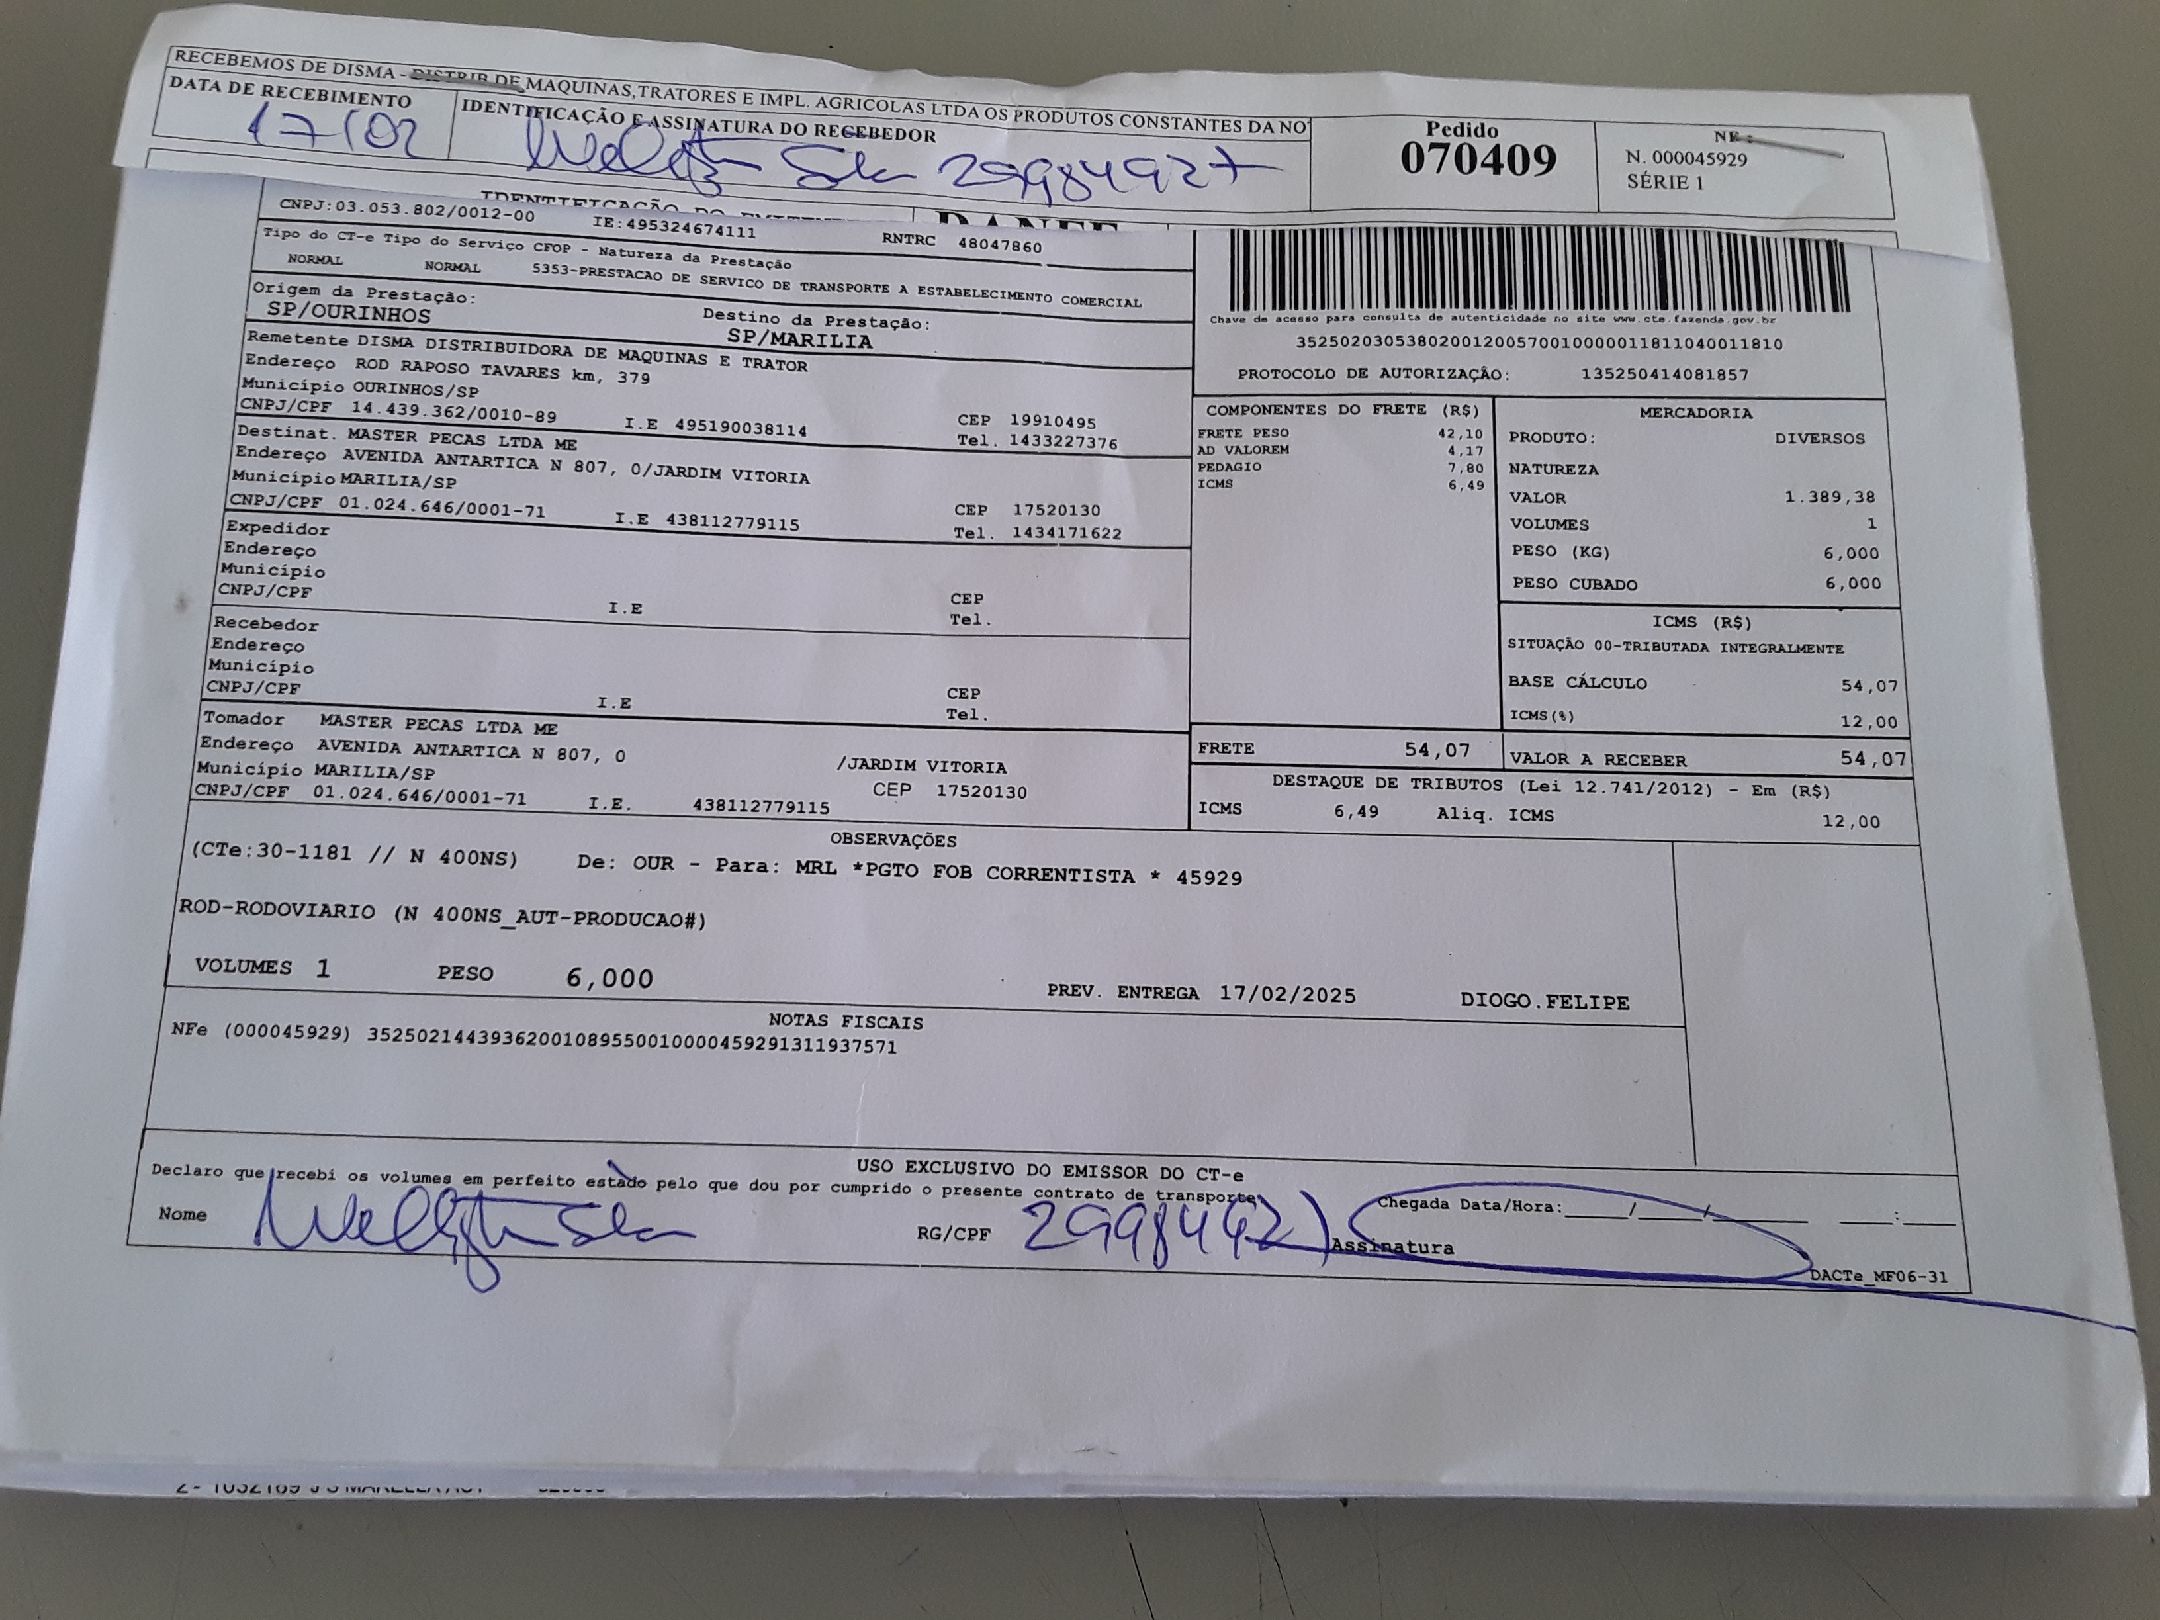 RECEBEMOS DE DISMA - DISTRIB DE MAQUINAS,TRATORES E IMPL. AGRICOLAS LTDA OS PRODUTOS CONSTANTES DA NO
DATA DE RECEBIMENTO IDENTIFICAÇÃO E ASSINATURA DO RECEBEDOR
17/02 29984927
Pedido
070409
NF
N. 000045929
SÉRIE 1
IDENTIFICAÇÃO DO EMITENTE DANFE
CNPJ:03.053.802/0012-00 IE:495324674111 RNTRC 48047860
Tipo do CT-e Tipo do Serviço CFOP - Natureza da Prestação
NORMAL NORMAL 5353-PRESTACAO DE SERVICO DE TRANSPORTE A ESTABELECIMENTO COMERCIAL
Origem da Prestação: Destino da Prestação:
SP/OURINHOS SP/MARILIA
Remetente DISMA DISTRIBUIDORA DE MAQUINAS E TRATOR
Endereço ROD RAPOSO TAVARES km, 379
Município OURINHOS/SP CEP 19910495
CNPJ/CPF 14.439.362/0010-89 I.E 495190038114 Tel. 1433227376
Destinat. MASTER PECAS LTDA ME
Endereço AVENIDA ANTARTICA N 807, 0/JARDIM VITORIA
Município MARILIA/SP CEP 17520130
CNPJ/CPF 01.024.646/0001-71 I.E 438112779115 Tel. 1434171622
Expedidor
Endereço
Município CEP
CNPJ/CPF I.E Tel.
Recebedor
Endereço
Município CEP
CNPJ/CPF I.E Tel.
Tomador MASTER PECAS LTDA ME
Endereço AVENIDA ANTARTICA N 807, 0 /JARDIM VITORIA
Município MARILIA/SP CEP 17520130
CNPJ/CPF 01.024.646/0001-71 I.E. 438112779115
Chave de acesso para consulta de autenticidade no site www.cte.fazenda.gov.br
35250203053802001200570010000011811040011810
PROTOCOLO DE AUTORIZAÇÃO: 135250414081857
COMPONENTES DO FRETE (R$)
FRETE PESO 42,10
AD VALOREM 4,17
PEDAGIO 7,80
ICMS 6,49
MERCADORIA
PRODUTO: DIVERSOS
NATUREZA
VALOR 1.389,38
VOLUMES 1
PESO (KG) 6,000
PESO CUBADO 6,000
ICMS (R$)
SITUAÇÃO 00-TRIBUTADA INTEGRALMENTE
BASE CÁLCULO 54,07
ICMS(%) 12,00
FRETE 54,07 VALOR A RECEBER 54,07
DESTAQUE DE TRIBUTOS (Lei 12.741/2012) - Em (R$)
ICMS 6,49 Aliq. ICMS 12,00
OBSERVAÇÕES
(CTe:30-1181 // N 400NS) De: OUR - Para: MRL *PGTO FOB CORRENTISTA * 45929
ROD-RODOVIARIO (N 400NS_AUT-PRODUCAO#)
VOLUMES 1 PESO 6,000 PREV. ENTREGA 17/02/2025 DIOGO.FELIPE
NOTAS FISCAIS
NFe (000045929) 35250214439362001089550010000459291311937571
USO EXCLUSIVO DO EMISSOR DO CT-e
Declaro que recebi os volumes em perfeito estado pelo que dou por cumprido o presente contrato de transporte
Chegada Data/Hora:____/____/____ __:__
Nome RG/CPF 29984927 Assinatura
DACTe_MF06-31